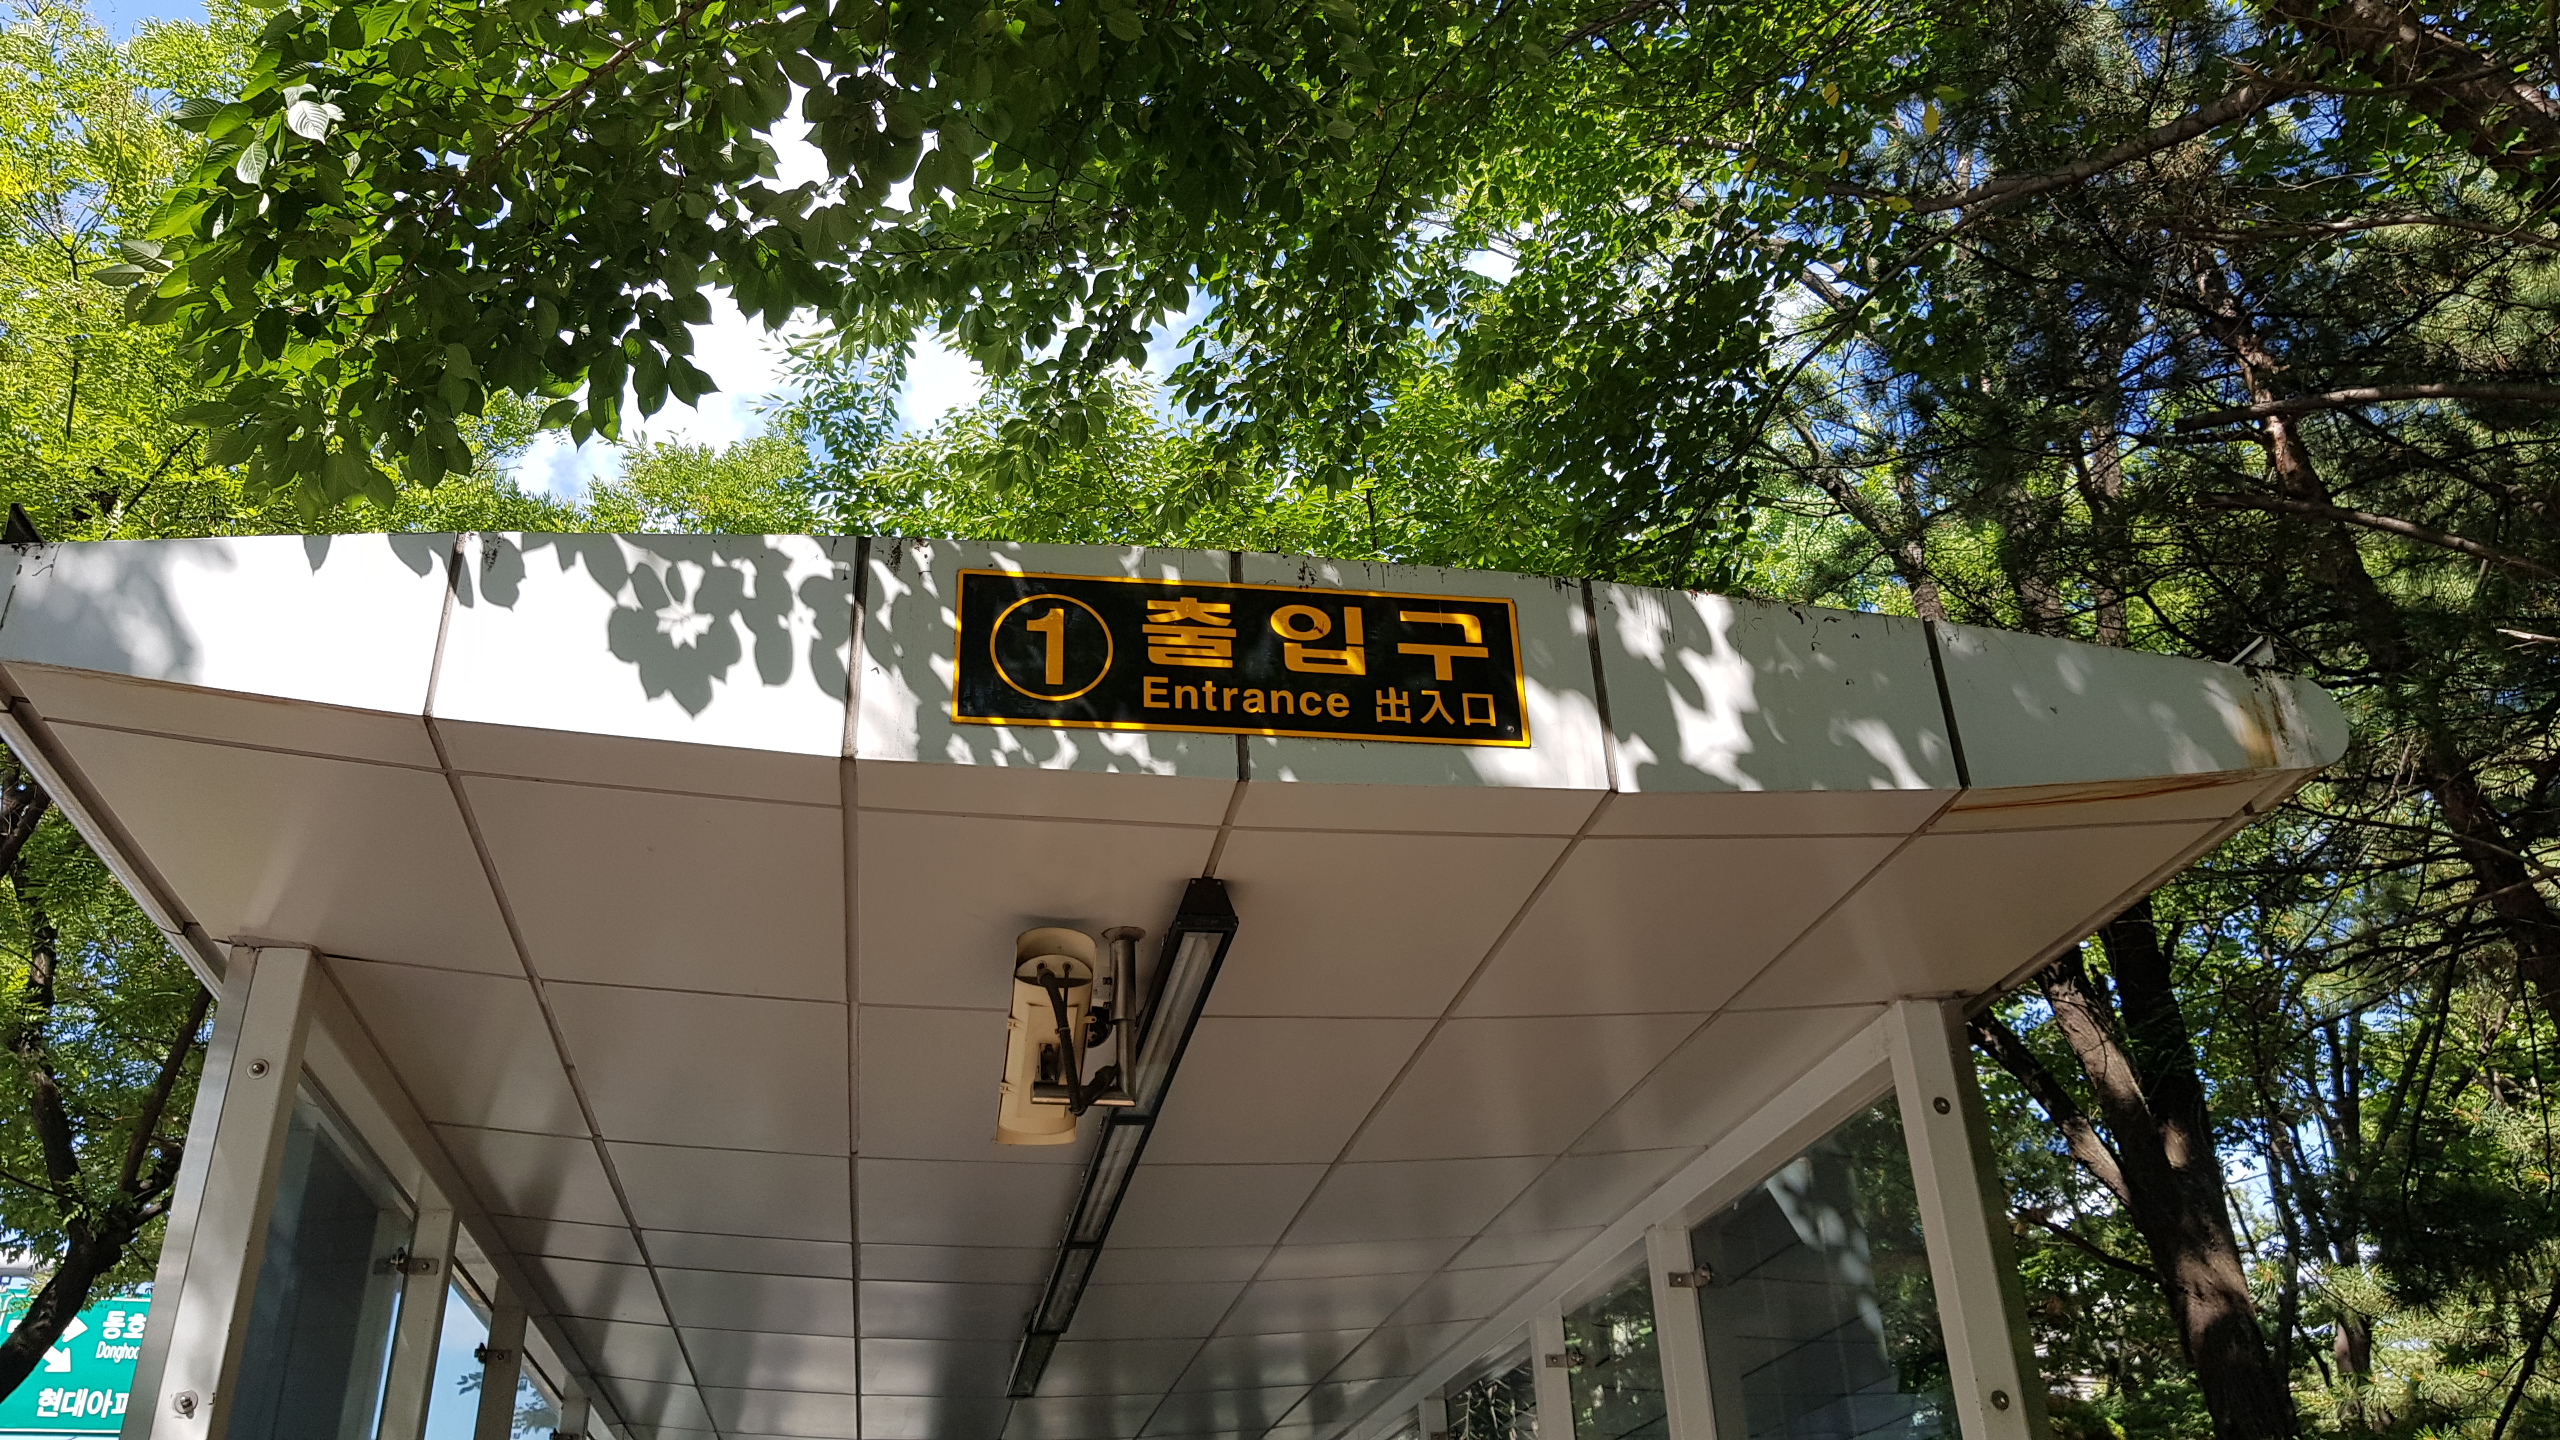 ① 출입구
Entrance 出入口
동호
Dongho
현대아파